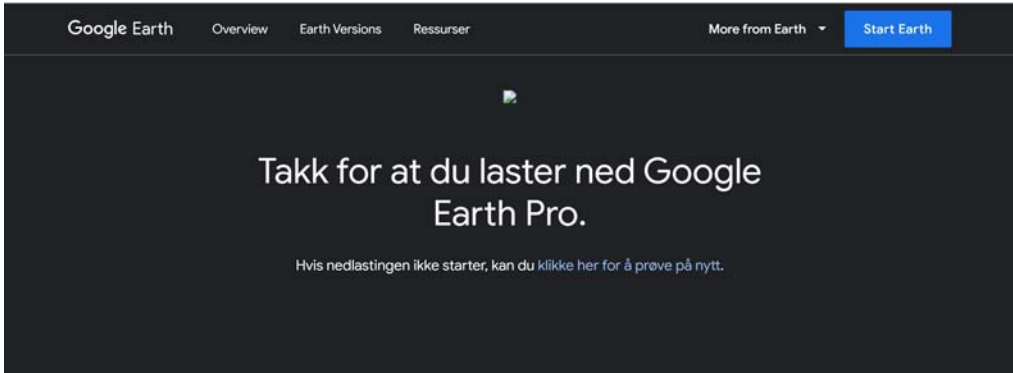 Google Earth Overview Earth Versions Ressurser More from Earth Start Earth
Takk for at du laster ned Google
Earth Pro.
Hvis nedlastingen ikke starter, kan du klikke her for å prøve på nytt.